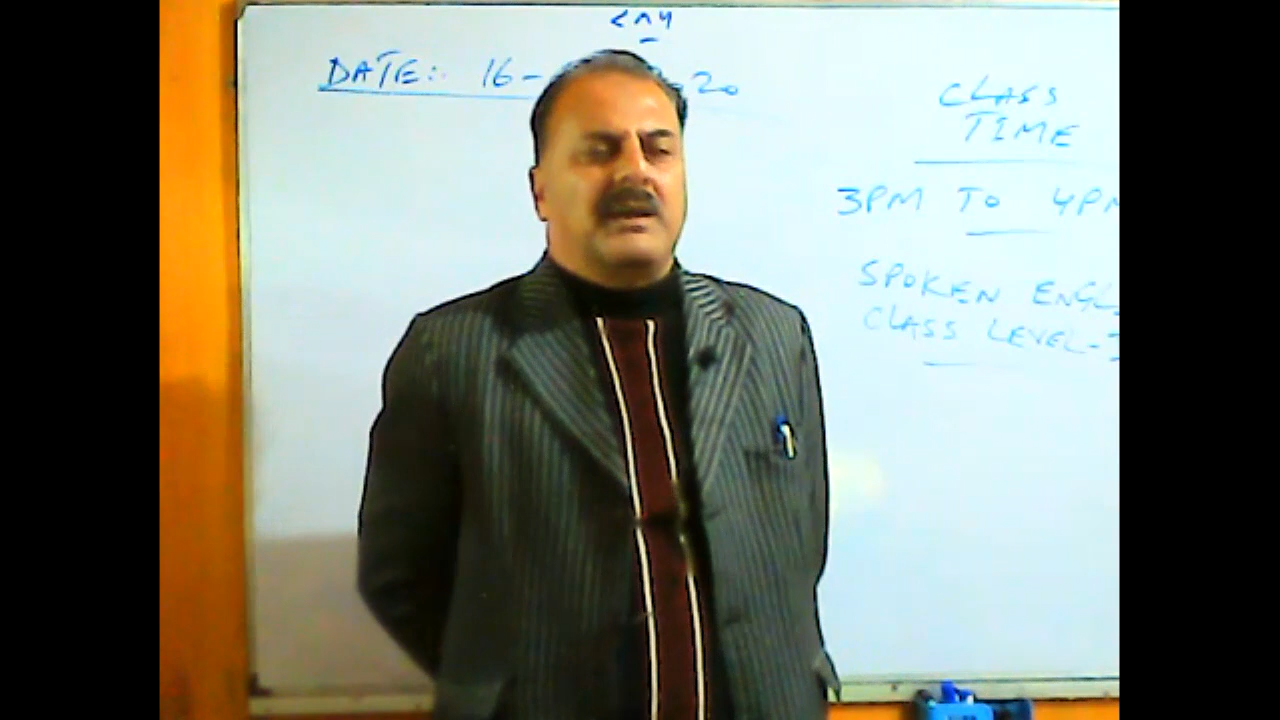 DATE:- 16- -20
CLASS
TIME
3PM TO 4PM
SPOKEN ENGL
CLASS LEVEL-